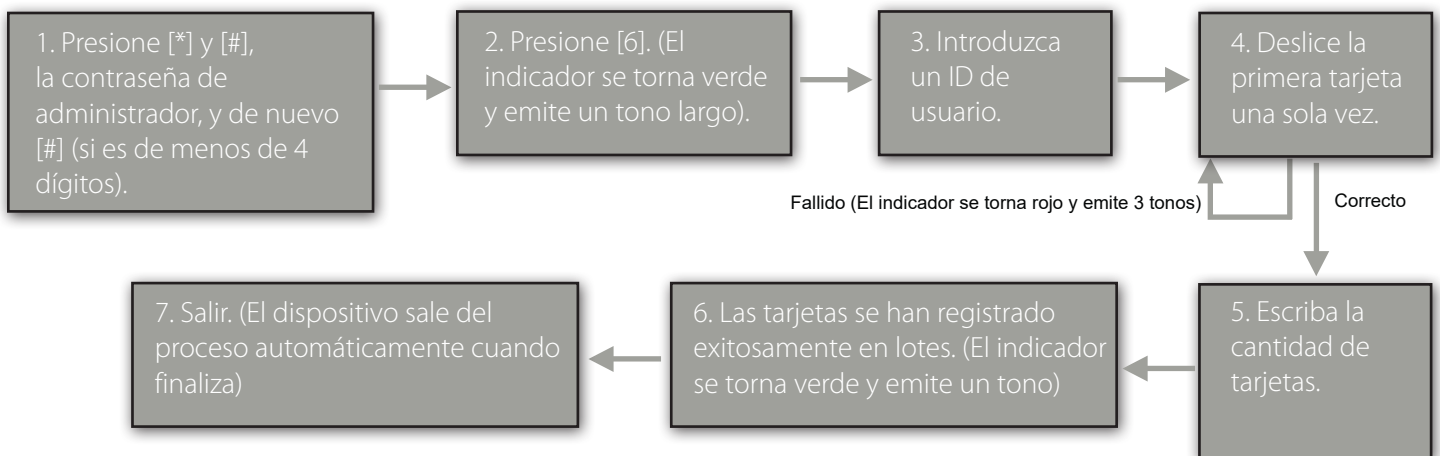 1. Presione [*] y [#],
la contraseña de
administrador, y de nuevo
[#] (si es de menos de 4
dígitos).
2. Presione [6]. (El
indicador se torna verde
y emite un tono largo).
3. Introduzca
un ID de
usuario.
4. Deslice la
primera tarjeta
una sola vez.
Fallido (El indicador se torna rojo y emite 3 tonos)
Correcto
5. Escriba la
cantidad de
tarjetas.
6. Las tarjetas se han registrado
exitosamente en lotes. (El indicador
se torna verde y emite un tono)
7. Salir. (El dispositivo sale del
proceso automáticamente cuando
finaliza)